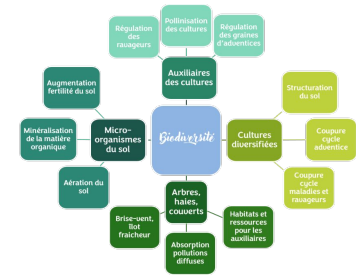 Pollinisation
des cultures
Régulation
des
ravageurs
Régulation
des graines
d'adventices
Auxiliaires
des cultures
Augmentation
fertilité du sol
Minéralisation
de la matière
organique
Aération du
sol
Micro-
organismes
du sol
Biodiversité
Cultures
diversifiées
Structuration
du sol
Coupure
cycle
adventice
Coupure
cycle
maladies et
ravageurs
Arbres,
haies,
couverts
Brise-vent,
îlot
fraicheur
Absorption
pollutions
diffuses
Habitats et
ressources
pour les
auxiliaires